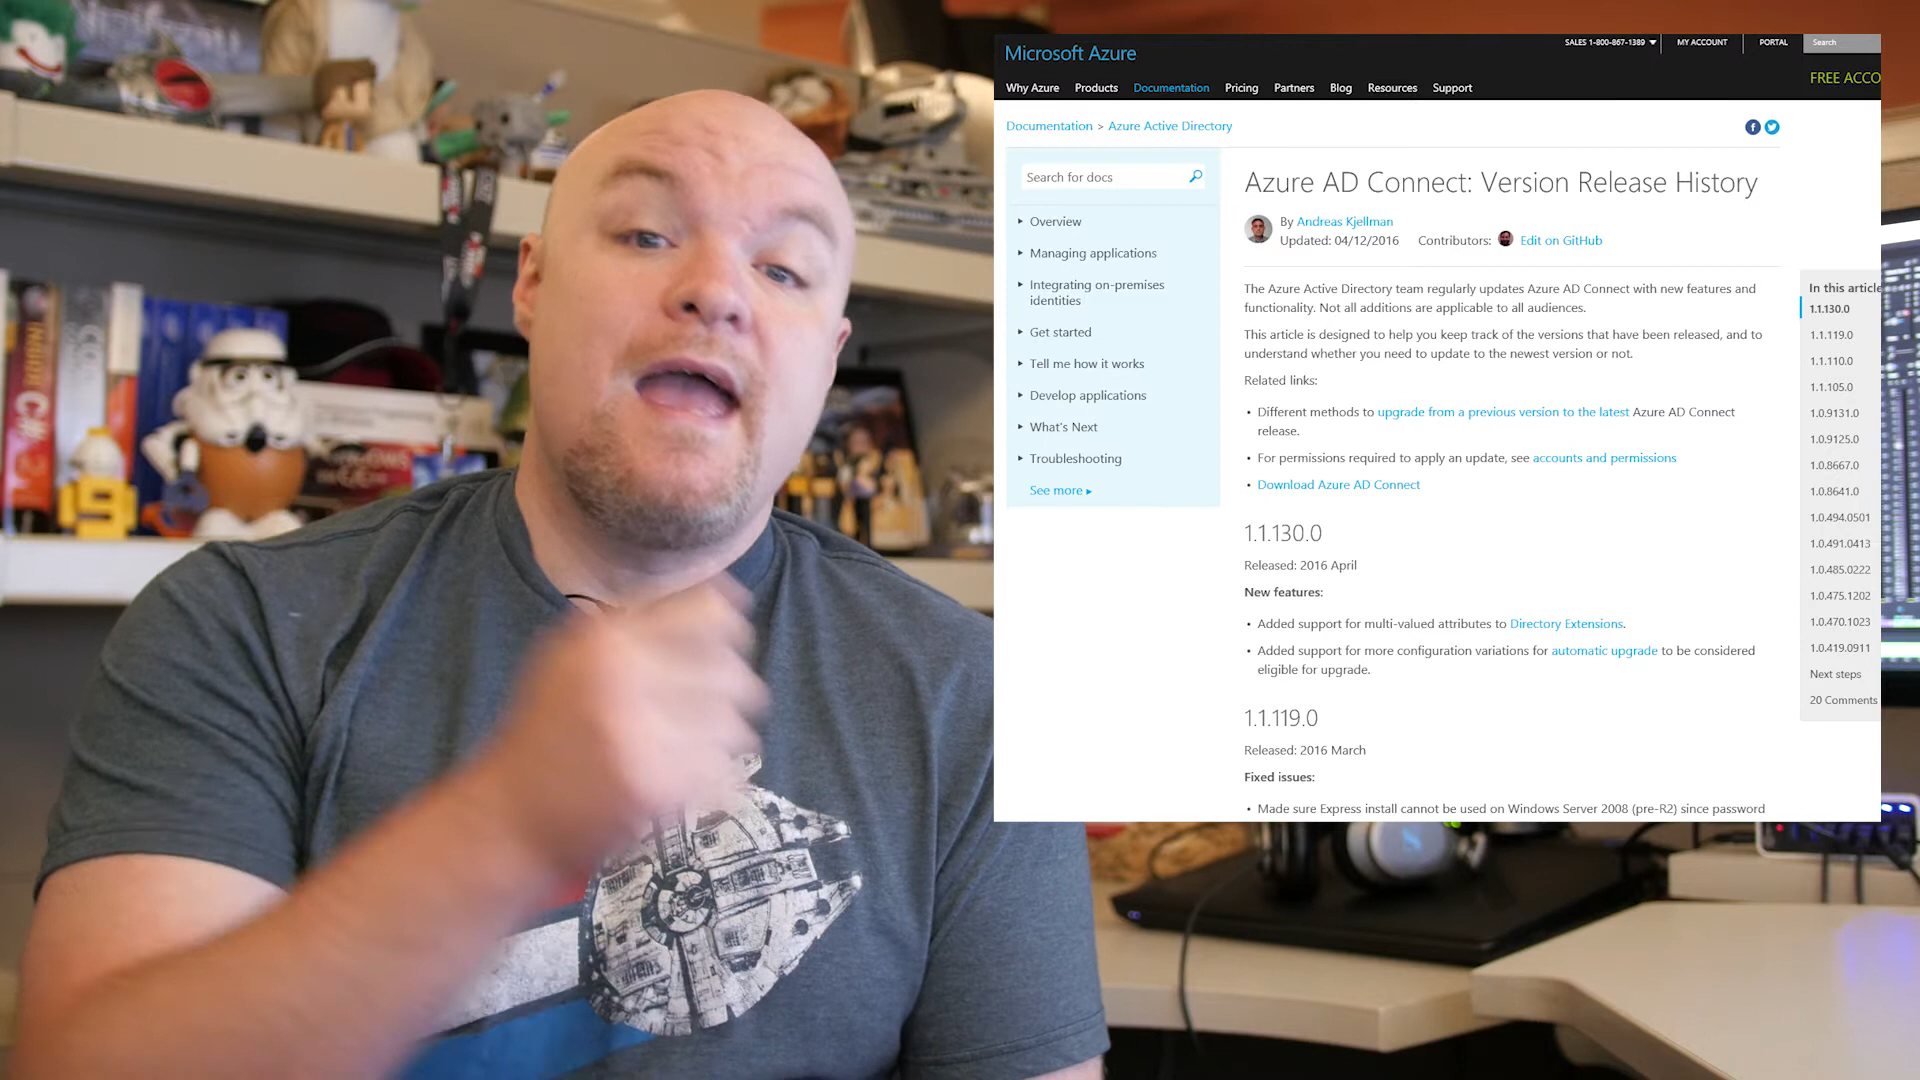 SALES 1-800-867-1389
MY ACCOUNT
PORTAL
Search
Microsoft Azure
FREE ACCO
Why Azure
Products
Documentation
Pricing
Partners
Blog
Resources
Support
Documentation > Azure Active Directory
Search for docs
Overview
Managing applications
Integrating on-premises
identities
Get started
Tell me how it works
Develop applications
What's Next
Troubleshooting
See more
Azure AD Connect: Version Release History
By Andreas Kjellman
Updated: 04/12/2016 Contributors: Edit on GitHub
The Azure Active Directory team regularly updates Azure AD Connect with new features and
functionality. Not all additions are applicable to all audiences.
This article is designed to help you keep track of the versions that have been released, and to
understand whether you need to update to the newest version or not.
Related links:
• Different methods to upgrade from a previous version to the latest Azure AD Connect
release.
• For permissions required to apply an update, see accounts and permissions
• Download Azure AD Connect
1.1.130.0
Released: 2016 April
New features:
• Added support for multi-valued attributes to Directory Extensions.
• Added support for more configuration variations for automatic upgrade to be considered
eligible for upgrade.
1.1.119.0
Released: 2016 March
Fixed issues:
• Made sure Express install cannot be used on Windows Server 2008 (pre-R2) since password
In this article
1.1.130.0
1.1.119.0
1.1.110.0
1.1.105.0
1.0.9131.0
1.0.9125.0
1.0.8667.0
1.0.8641.0
1.0.494.0501
1.0.491.0413
1.0.485.0222
1.0.475.1202
1.0.470.1023
1.0.419.0911
Next steps
20 Comments
C#